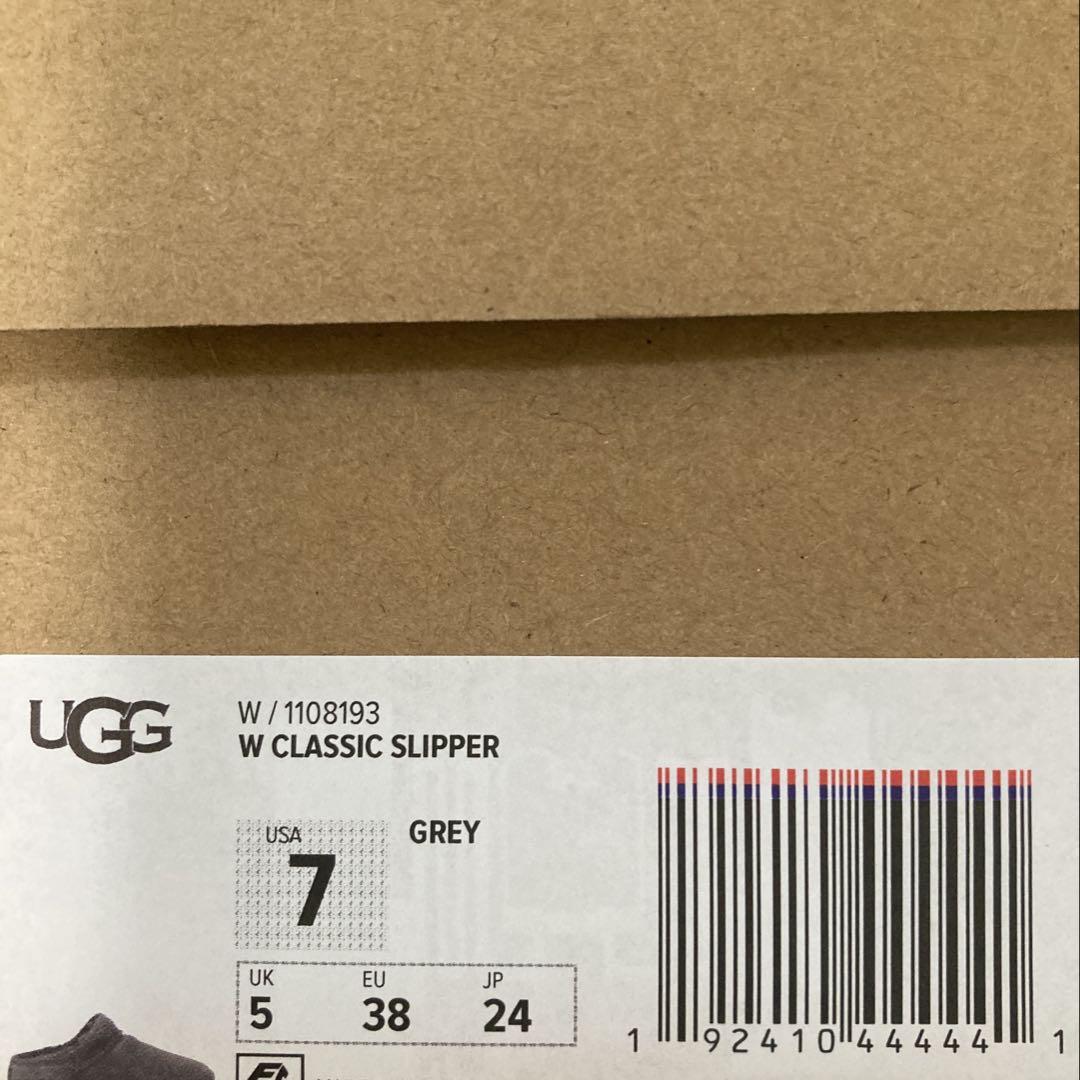 UGG
W / 1108193
W CLASSIC SLIPPER
USA
7
GREY
UK EU JP
5 38 24
1 92410 44444 1